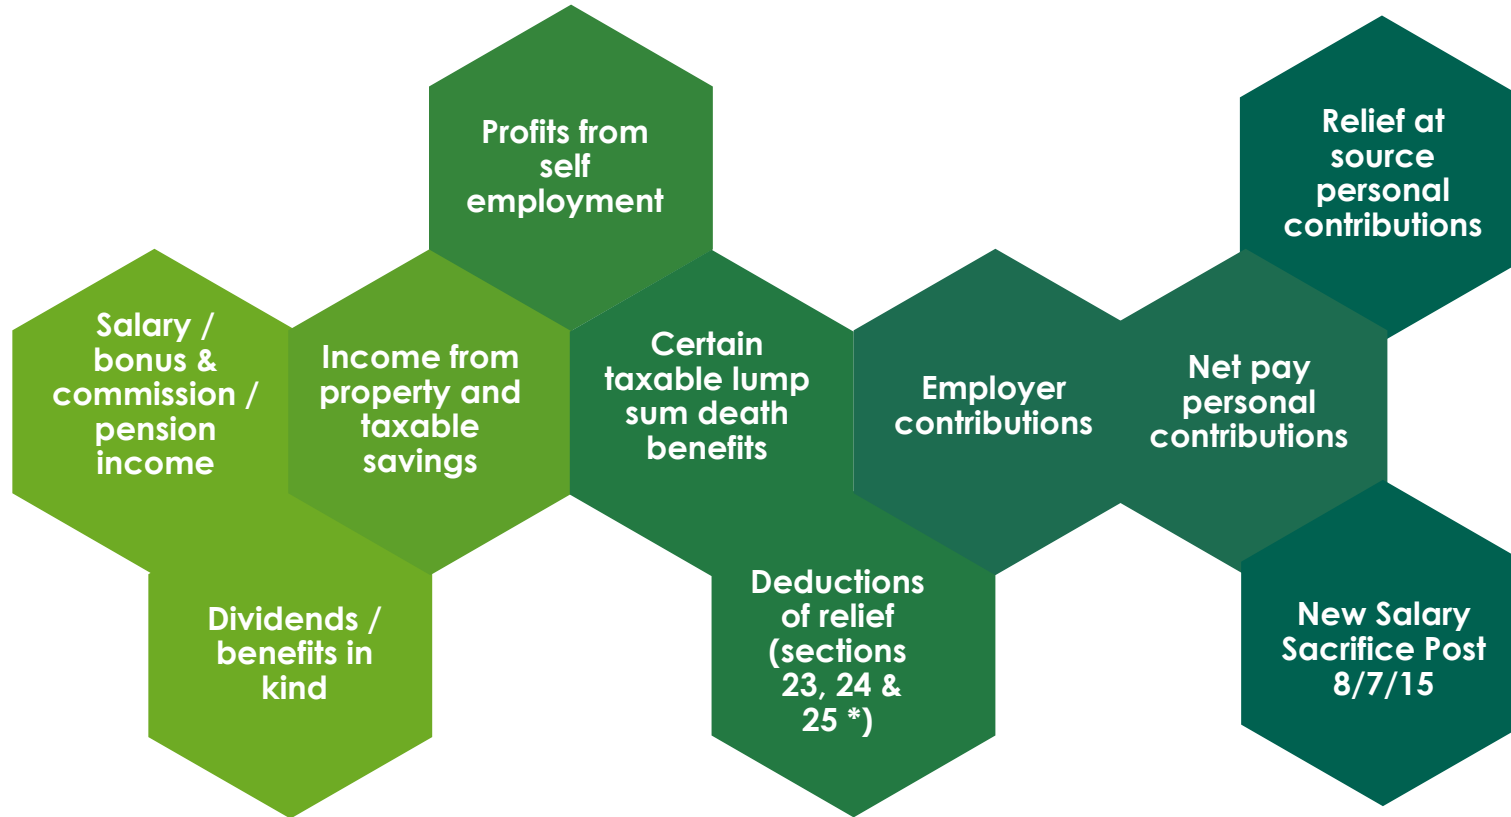 Profits from
self
employment
Relief at
source
personal
contributions
Salary /
bonus &
commission /
pension
income
Income from
property and
taxable
savings
Certain
taxable lump
sum death
benefits
Employer
contributions
Net pay
personal
contributions
Dividends /
benefits in
kind
Deductions
of relief
(sections
23, 24 &
25 *)
New Salary
Sacrifice Post
8/7/15